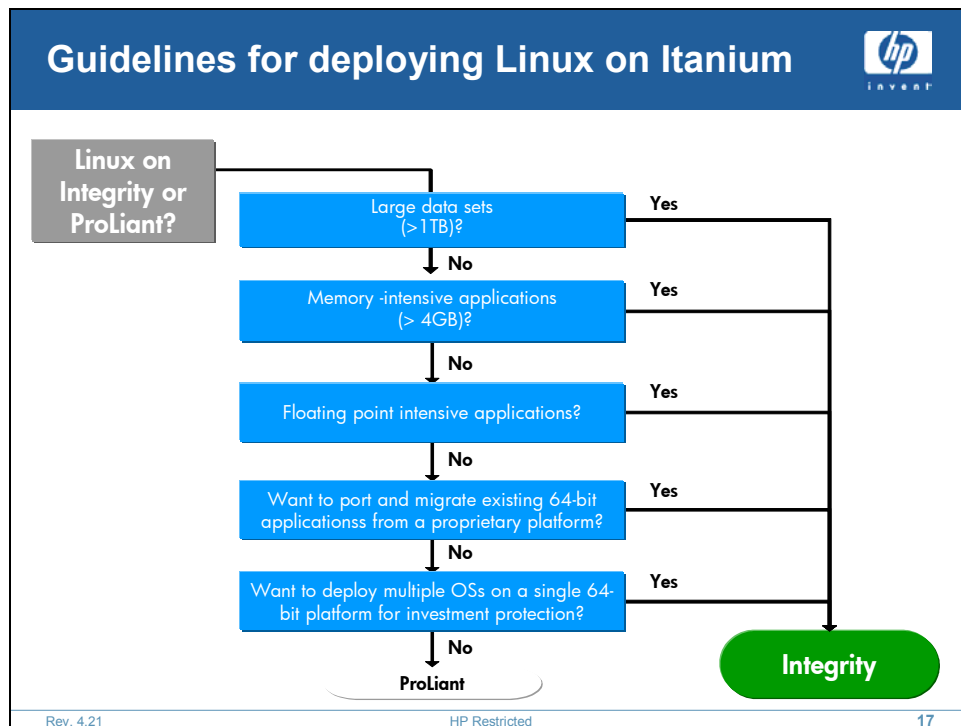 Guidelines for deploying Linux on Itanium
hp
invent
Linux on
Integrity or
ProLiant?
Large data sets
(>1TB)?
Yes
No
Memory -intensive applications
(> 4GB)?
Yes
No
Floating point intensive applications?
Yes
No
Want to port and migrate existing 64-bit
applicationss from a proprietary platform?
Yes
No
Want to deploy multiple OSs on a single 64-
bit platform for investment protection?
Yes
No
ProLiant
Integrity
Rev. 4.21
HP Restricted
17